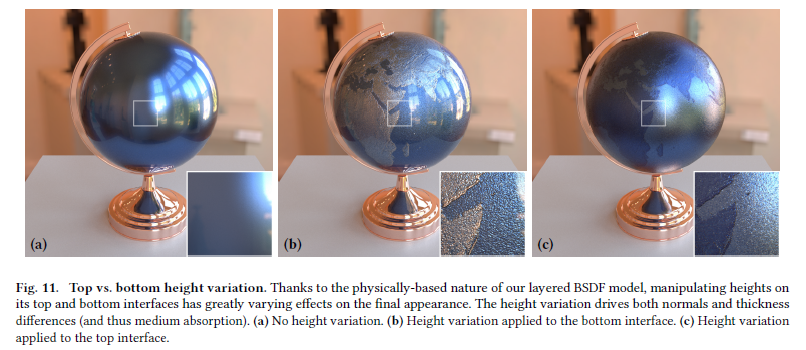 (a)
(b)
(c)
Fig. 11. Top vs. bottom height variation. Thanks to the physically-based nature of our layered BSDF model, manipulating heights on
its top and bottom interfaces has greatly varying effects on the final appearance. The height variation drives both normals and thickness
differences (and thus medium absorption). (a) No height variation. (b) Height variation applied to the bottom interface. (c) Height variation
applied to the top interface.